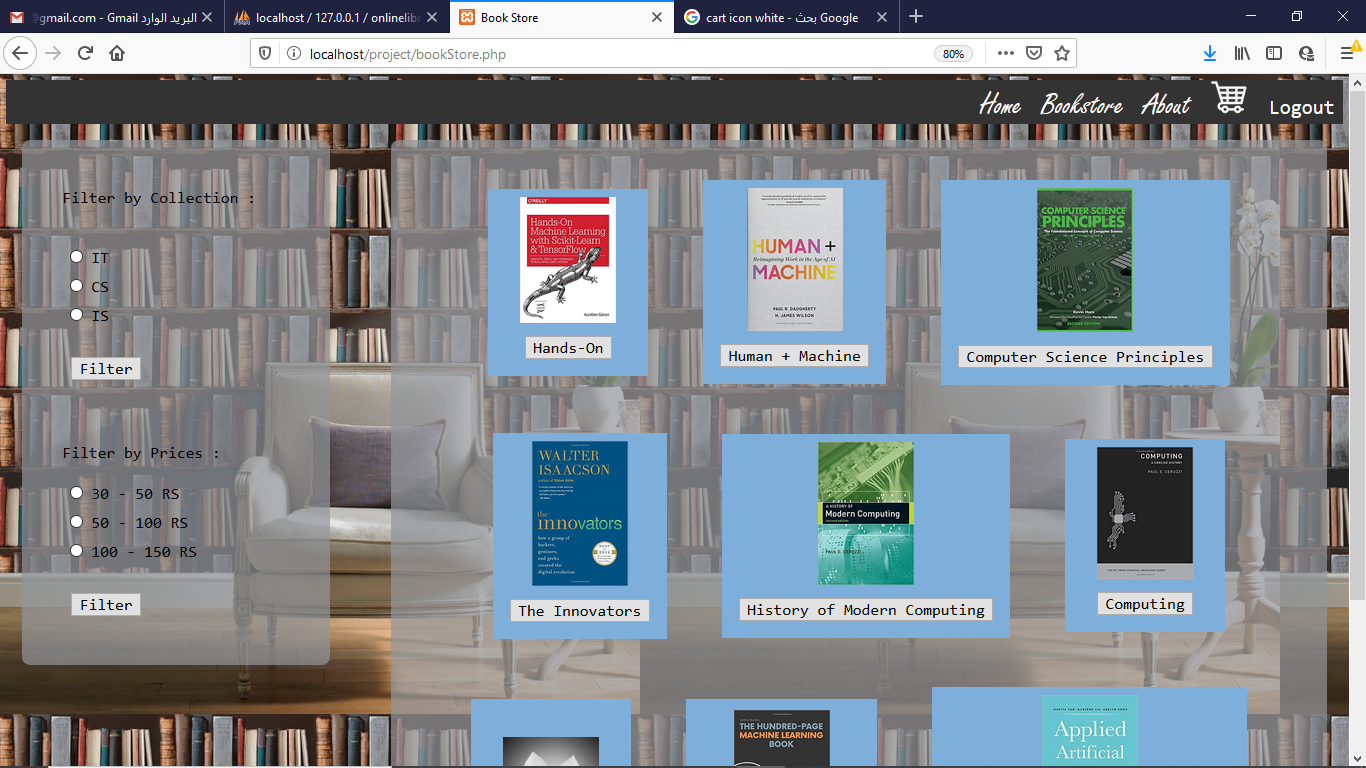 @gmail.com - Gmail البريد الوارد
localhost / 127.0.0.1 / onlinelibr
Book Store
cart icon white - بحث Google
localhost/project/bookStore.php
80%
Home Bookstore About Logout
Filter by Collection :
IT
CS
IS
Filter
Filter by Prices :
30 - 50 RS
50 - 100 RS
100 - 150 RS
Filter
O'REILLY
Hands-On
Machine Learning
with Scikit-Learn
& TensorFlow
Aurélien Géron
Hands-On
HUMAN +
Reimagining Work in the Age of AI
MACHINE
PAUL R. DAUGHERTY
H. JAMES WILSON
Human + Machine
COMPUTER SCIENCE
PRINCIPLES
The Foundational Concepts of Computer Science
Kevin Hare
SECOND EDITION
Computer Science Principles
WALTER
ISAACSON
author of Steve Jobs
the
innovators
how a group of
hackers,
geniuses,
and geeks
created the
digital revolution
The Innovators
A HISTORY OF
Modern Computing
second edition
PAUL E. CERUZZI
History of Modern Computing
COMPUTING
A CONCISE HISTORY
PAUL E. CERUZZI
Computing
THE HUNDRED-PAGE
MACHINE LEARNING
BOOK
Applied
Artificial